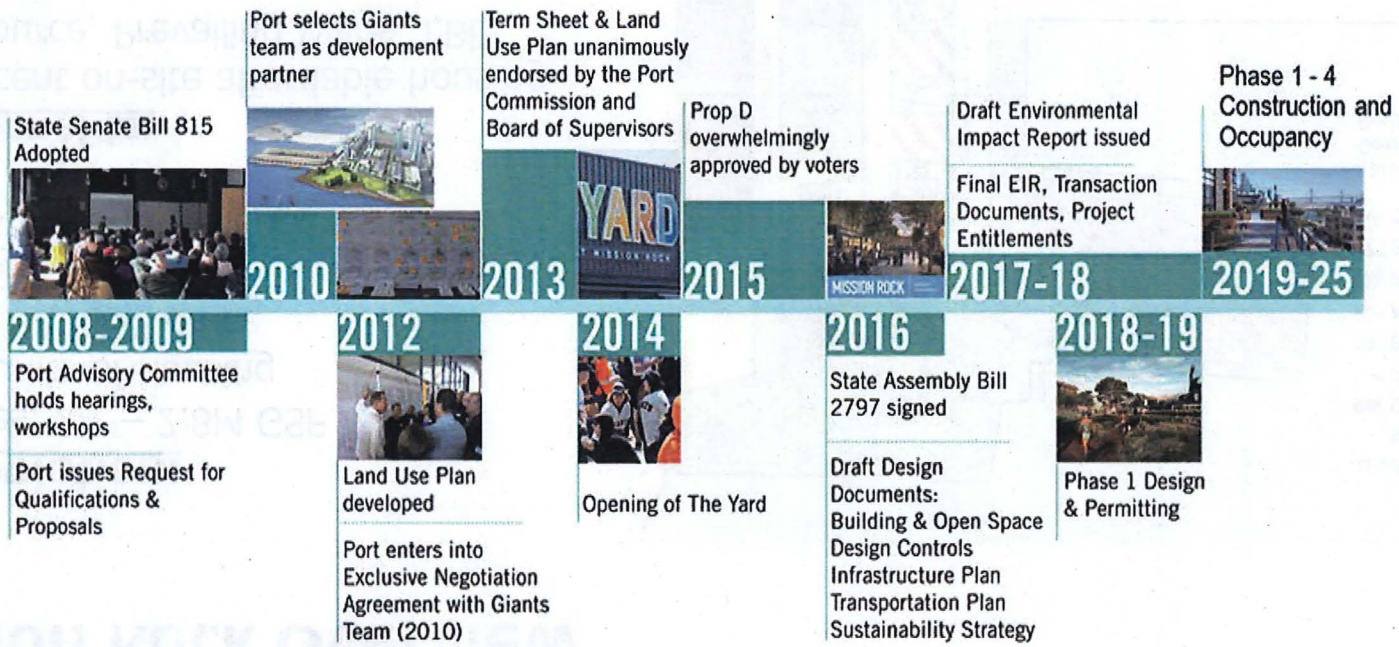 State Senate Bill 815
Adopted
2008-2009
Port Advisory Committee
holds hearings,
workshops
Port issues Request for
Qualifications &
Proposals
Port selects Giants
team as development
partner
2010
2012
Land Use Plan
developed
Port enters into
Exclusive Negotiation
Agreement with Giants
Team (2010)
Term Sheet & Land
Use Plan unanimously
endorsed by the Port
Commission and
Board of Supervisors
2013
YARD
MISSION ROCK
2014
Opening of The Yard
Prop D
overwhelmingly
approved by voters
2015
MISSION ROCK
2016
State Assembly Bill
2797 signed
Draft Design
Documents:
Building & Open Space
Design Controls
Infrastructure Plan
Transportation Plan
Sustainability Strategy
Draft Environmental
Impact Report issued
Final EIR, Transaction
Documents, Project
Entitlements
2017-18
2018-19
Phase 1 Design
& Permitting
Phase 1 - 4
Construction and
Occupancy
2019-25